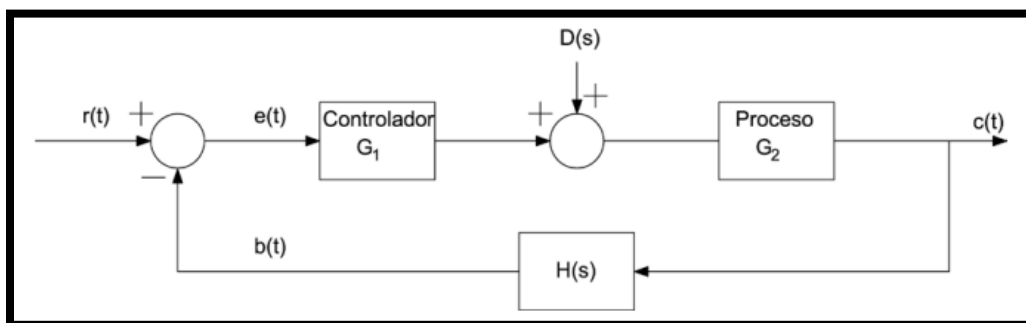 D(s)
+
+
+
r(t)
e(t)
Controlador
G₁
Proceso
G₂
c(t)
−
b(t)
H(s)